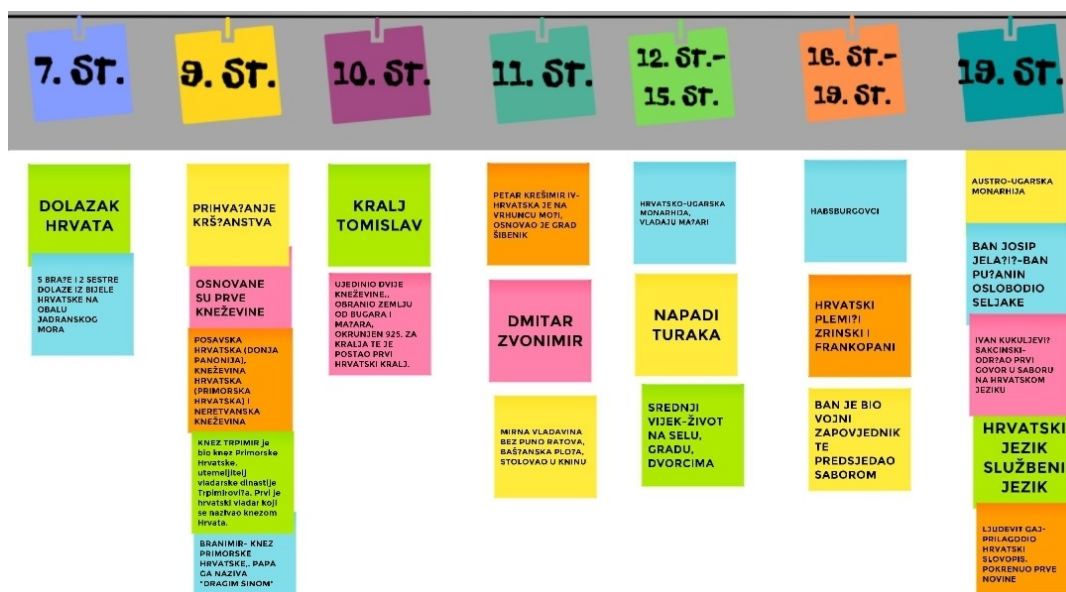 7. ST.
9. ST.
10. ST.
11. ST.
12. ST.-
15. ST.
16. ST.-
19. ST.
19. ST.
DOLAZAK
HRVATA
5 BRA?E I 2 SESTRE
DOLAZE IZ BIJELE
HRVATSKE NA
OBALU
JADRANSKOG
MORA
PRIHVA?ANJE
KRŠ?ANSTVA
OSNOVANE
SU PRVE
KNEŽEVINE
POSAVSKA
HRVATSKA (DONJA
PANONIJA),
KNEŽEVINA
HRVATSKA
(PRIMORSKA
HRVATSKA) I
NERETVANSKA
KNEŽEVINA
KNEZ TRPIMIR je
bio knez Primorske
Hrvatske,
utemeljitelj
vladarske dinastije
Trpimirovi?a. Prvi je
hrvatski vladar koji
se nazivao knezom
Hrvata.
BRANIMIR- KNEZ
PRIMORSKE
HRVATSKE,. PAPA
GA NAZIVA
"DRAGIM SINOM"
KRALJ
TOMISLAV
UJEDINIO DVIJE
KNEŽEVINE,.
OBRANIO ZEMLJU
OD BUGARA I
MA?ARA,
OKRUNJEN 925. ZA
KRALJA TE JE
POSTAO PRVI
HRVATSKI KRALJ.
PETAR KREŠIMIR IV-
HRVATSKA JE NA
VRHUNCU MO?I,
OSNOVAO JE GRAD
ŠIBENIK
DMITAR
ZVONIMIR
MIRNA VLADAVINA
BEZ PUNO RATOVA,
BAŠ?ANSKA PLO?A,
STOLOVAO U KNINU
HRVATSKO-UGARSKA
MONARHIJA,
VLADAJU MA?ARI
NAPADI
TURAKA
SREDNJI
VIJEK-ŽIVOT
NA SELU,
GRADU,
DVORCIMA
HABSBURGOVCI
HRVATSKI
PLEMI?I
ZRINSKI I
FRANKOPANI
BAN JE BIO
VOJNI
ZAPOVJEDNIK
TE
PREDSJEDAO
SABOROM
AUSTRO-UGARSKA
MONARHIJA
BAN JOSIP
JELA?I?-BAN
PU?ANIN
OSLOBODIO
SELJAKE
IVAN KUKULJEVI?
SAKCINSKI-
ODR?AO PRVI
GOVOR U SABORU
NA HRVATSKOM
JEZIKU
HRVATSKI
JEZIK
SLUŽBENI
JEZIK
LJUDEVIT GAJ-
PRILAGODIO
HRVATSKI
SLOVOPIS.
POKRENUO PRVE
NOVINE